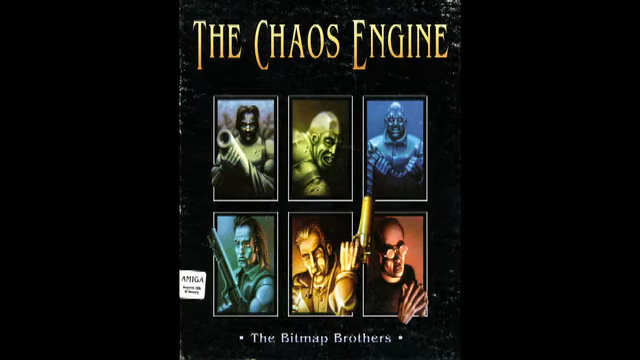 THE CHAOS ENGINE
AMIGA
• The Bitmap Brothers •